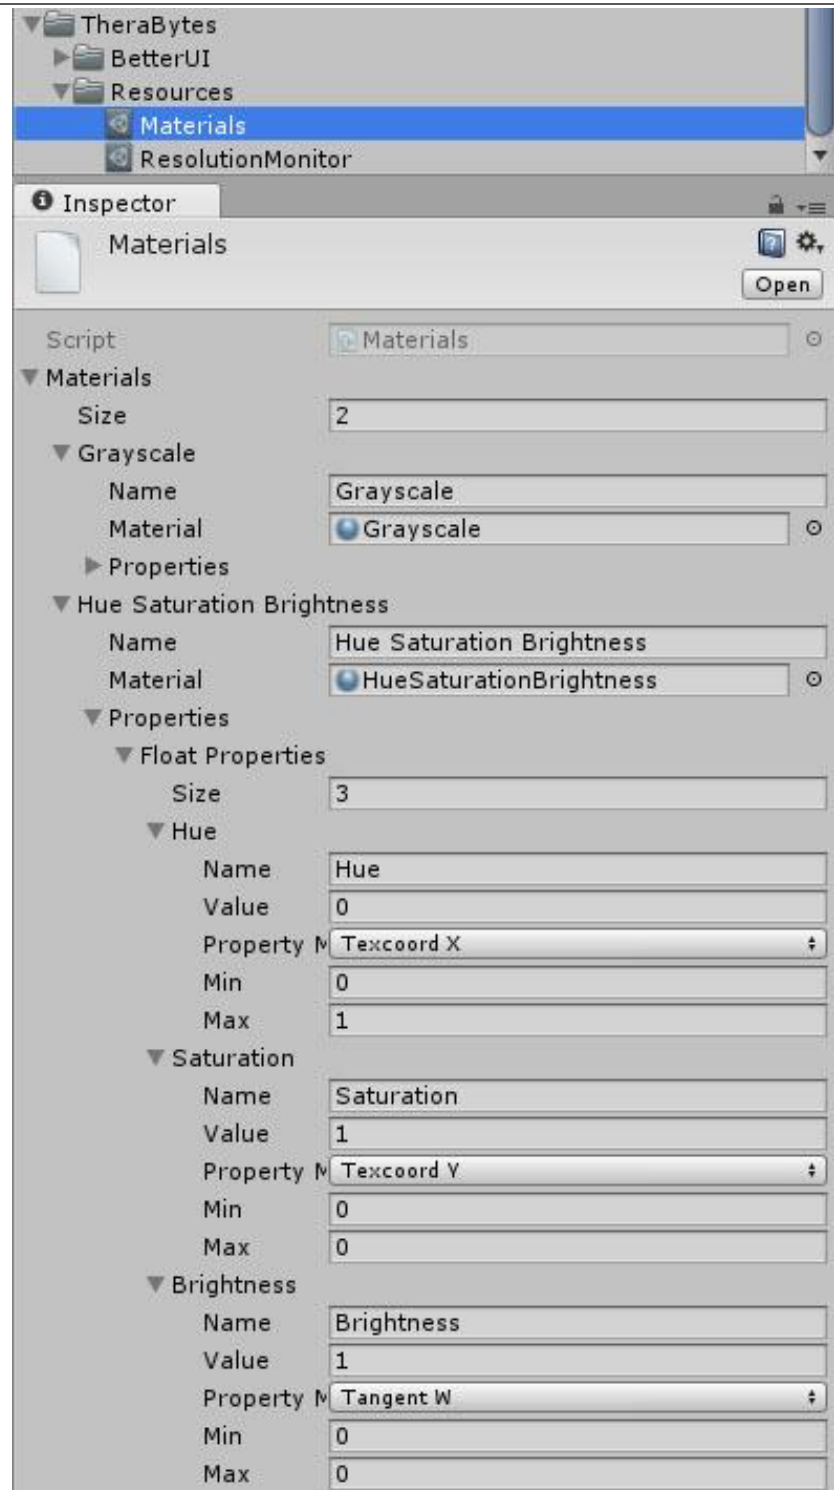 TheraBytes
BetterUI
Resources
Materials
ResolutionMonitor
Inspector
Materials
Open
Script Materials
Materials
Size 2
Grayscale
Name Grayscale
Material Grayscale
Properties
Hue Saturation Brightness
Name Hue Saturation Brightness
Material HueSaturationBrightness
Properties
Float Properties
Size 3
Hue
Name Hue
Value 0
Property M Texcoord X
Min 0
Max 1
Saturation
Name Saturation
Value 1
Property M Texcoord Y
Min 0
Max 0
Brightness
Name Brightness
Value 1
Property M Tangent W
Min 0
Max 0